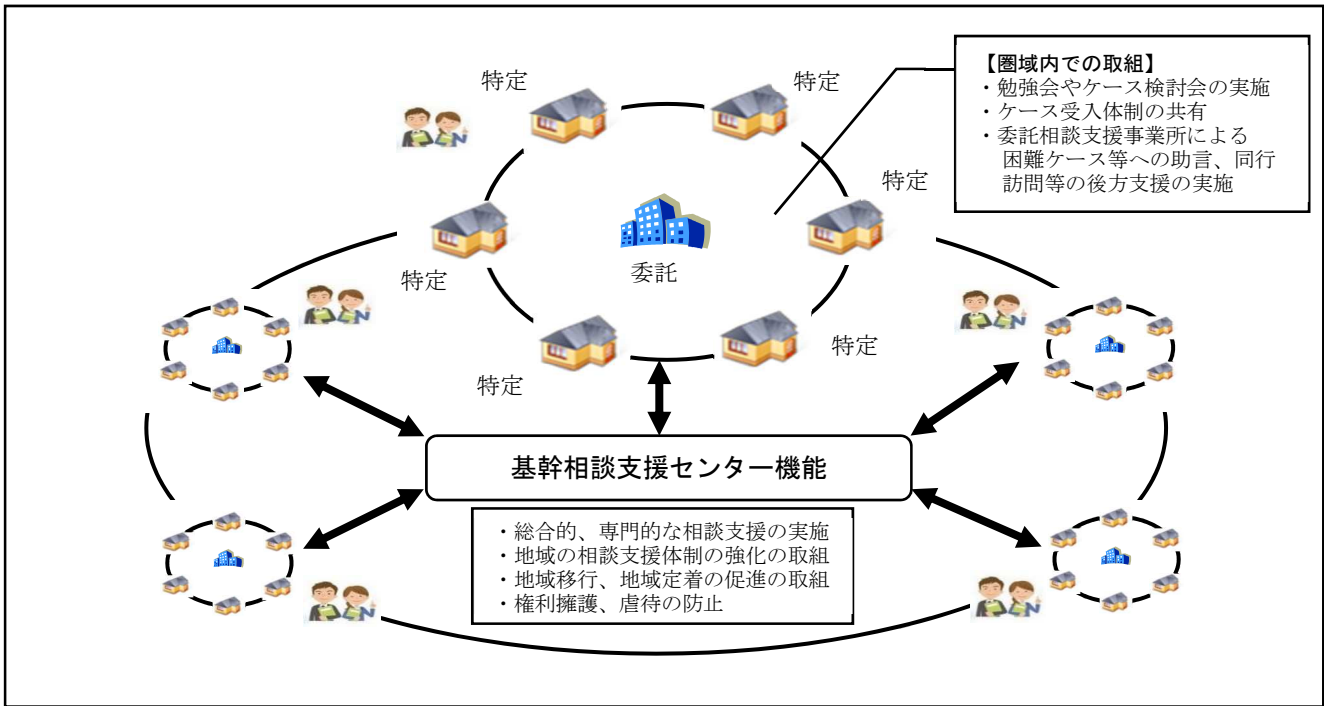 特定
特定
【圏域内での取組】
・勉強会やケース検討会の実施
・ケース受入体制の共有
・委託相談支援事業所による
困難ケース等への助言、同行
訪問等の後方支援の実施
特定
委託
特定
特定
特定
基幹相談支援センター機能
・総合的、専門的な相談支援の実施
・地域の相談支援体制の強化の取組
・地域移行、地域定着の促進の取組
・権利擁護、虐待の防止